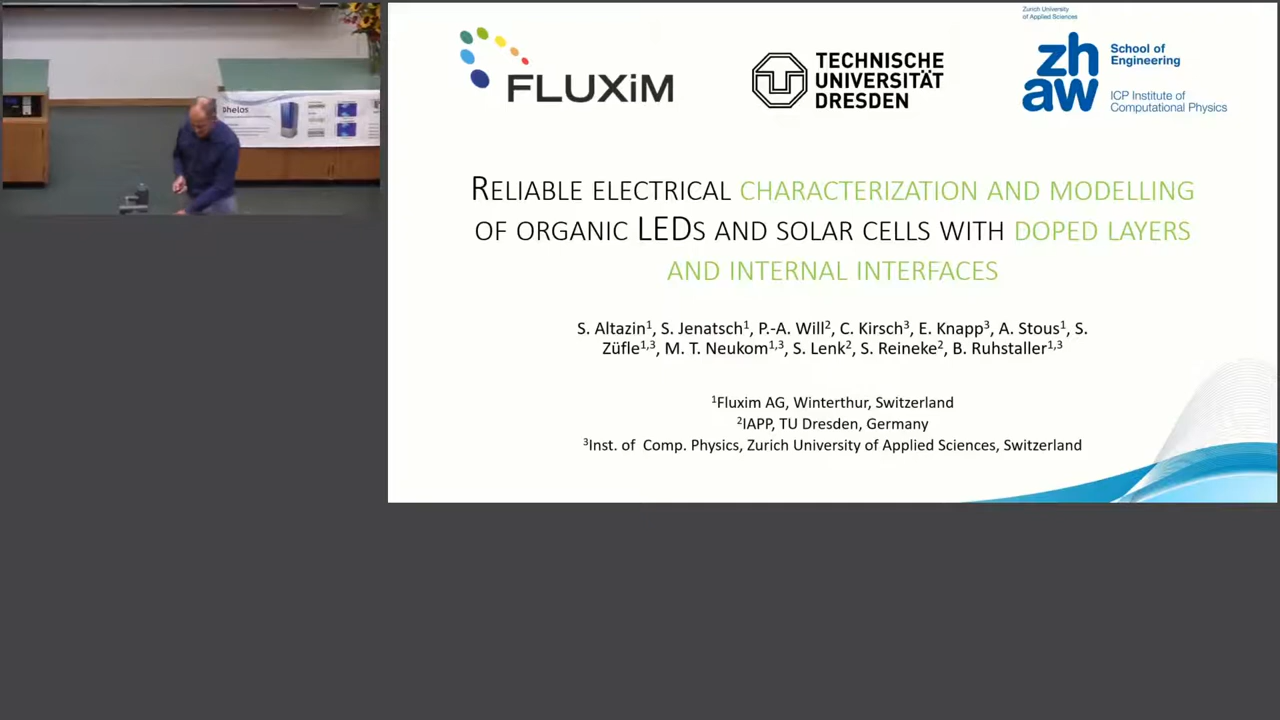 Phelos
FLUXiM
TECHNISCHE
UNIVERSITÄT
DRESDEN
Zurich University
of Applied Sciences
zh
aw
School of
Engineering
ICP Institute of
Computational Physics
RELIABLE ELECTRICAL CHARACTERIZATION AND MODELLING
OF ORGANIC LEDS AND SOLAR CELLS WITH DOPED LAYERS
AND INTERNAL INTERFACES
S. Altazin¹, S. Jenatsch¹, P.-A. Will², C. Kirsch³, E. Knapp³, A. Stous¹, S.
Züfle¹,³, M. T. Neukom¹,³, S. Lenk², S. Reineke², B. Ruhstaller¹,³
¹Fluxim AG, Winterthur, Switzerland
²IAPP, TU Dresden, Germany
³Inst. of Comp. Physics, Zurich University of Applied Sciences, Switzerland